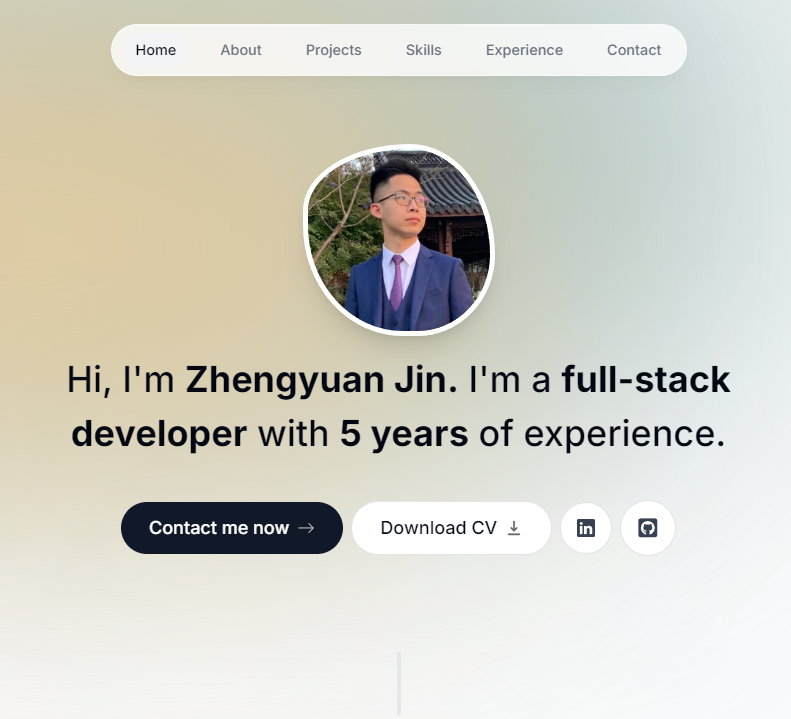 Home About Projects Skills Experience Contact
Hi, I'm Zhengyuan Jin. I'm a full-stack
developer with 5 years of experience.
Contact me now Download CV in